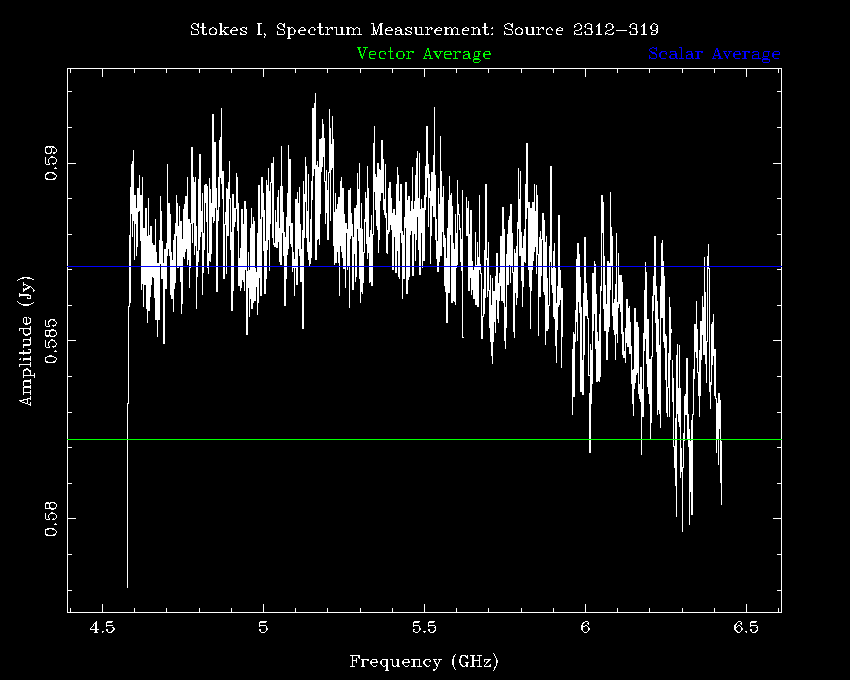 Stokes I, Spectrum Measurement: Source 2312−319
Vector Average Scalar Average
0.59
0.585
0.58
Amplitude (Jy)
4.5 5 5.5 6 6.5
Frequency (GHz)